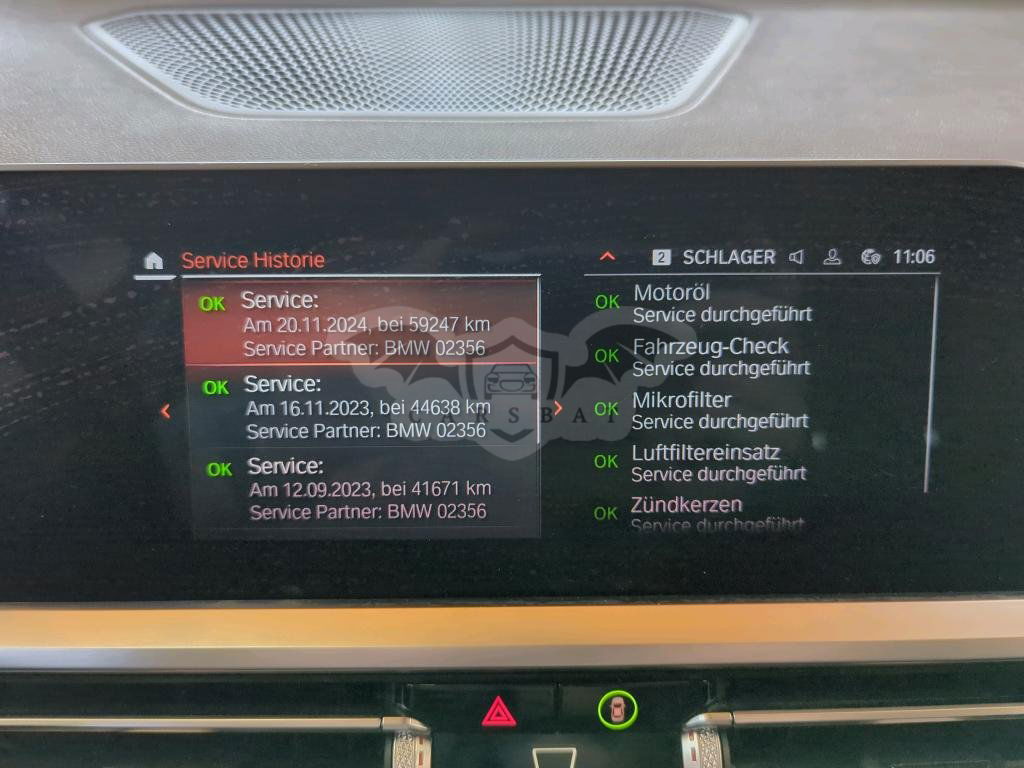 Service Historie
2 SCHLAGER 11:06
OK Service:
Am 20.11.2024, bei 59247 km
Service Partner: BMW 02356
OK Service:
Am 16.11.2023, bei 44638 km
Service Partner: BMW 02356
OK Service:
Am 12.09.2023, bei 41671 km
Service Partner: BMW 02356
OK Motoröl
Service durchgeführt
OK Fahrzeug-Check
Service durchgeführt
OK Mikrofilter
Service durchgeführt
OK Luftfiltereinsatz
Service durchgeführt
OK Zündkerzen
Service durchgeführt
CARSBAT